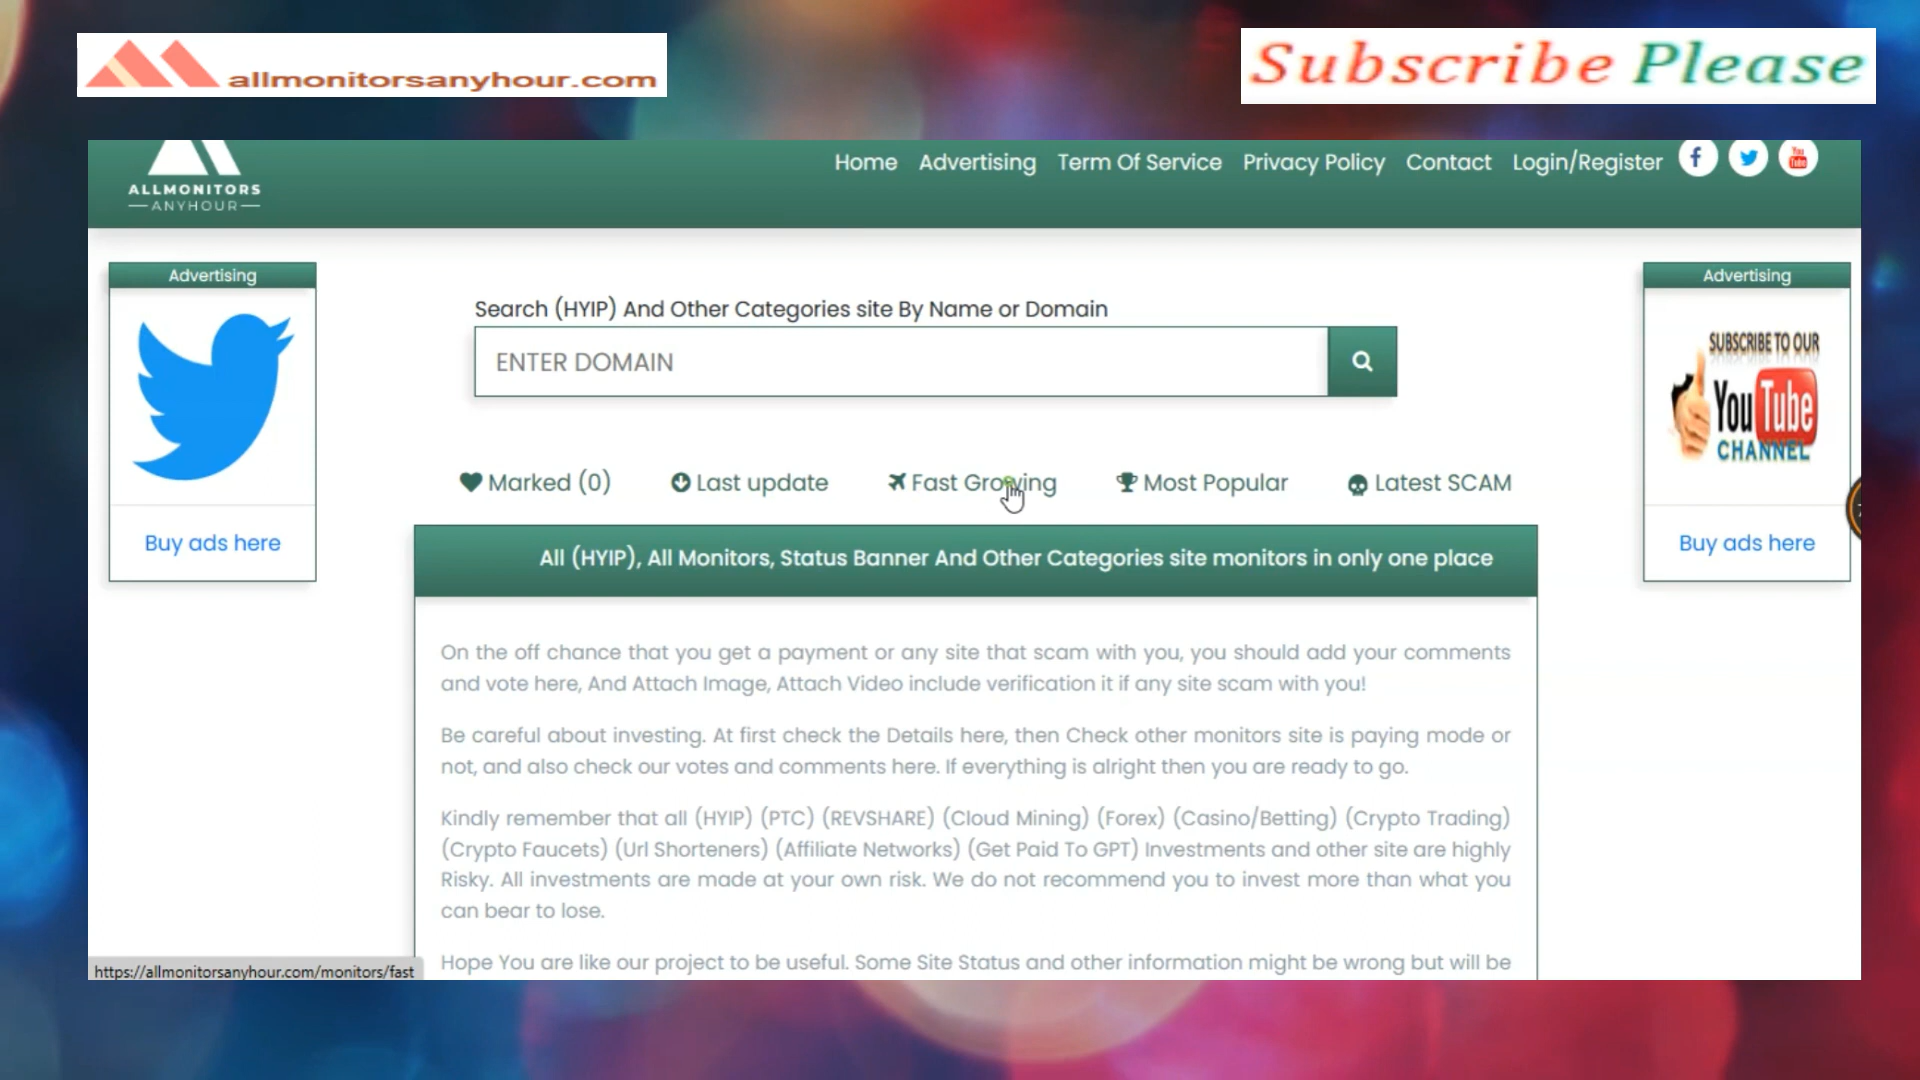 allmonitorsanyhour.com
Subscribe Please
ALLMONITORS
ANYHOUR
Home Advertising Term Of Service Privacy Policy Contact Login/Register
You
Tube
Advertising
Buy ads here
Search (HYIP) And Other Categories site By Name or Domain
ENTER DOMAIN
Marked (0) Last update Fast Growing Most Popular Latest SCAM
Advertising
SUBSCRIBE TO OUR
YouTube
CHANNEL
Buy ads here
All (HYIP), All Monitors, Status Banner And Other Categories site monitors in only one place
On the off chance that you get a payment or any site that scam with you, you should add your comments
and vote here, And Attach Image, Attach Video include verification it if any site scam with you!
Be careful about investing. At first check the Details here, then Check other monitors site is paying mode or
not, and also check our votes and comments here. If everything is alright then you are ready to go.
Kindly remember that all (HYIP) (PTC) (REVSHARE) (Cloud Mining) (Forex) (Casino/Betting) (Crypto Trading)
(Crypto Faucets) (Url Shorteners) (Affiliate Networks) (Get Paid To GPT) Investments and other site are highly
Risky. All investments are made at your own risk. We do not recommend you to invest more than what you
can bear to lose.
Hope You are like our project to be useful. Some Site Status and other information might be wrong but will be
https://allmonitorsanyhour.com/monitors/fast